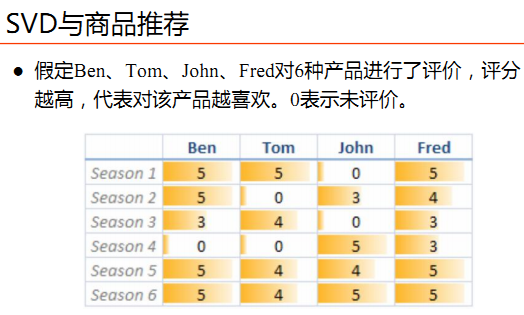 SVD与商品推荐
● 假定Ben、Tom、John、Fred对6种产品进行了评价，评分
越高，代表对该产品越喜欢。0表示未评价。
Ben Tom John Fred
Season 1 5 5 0 5
Season 2 5 0 3 4
Season 3 3 4 0 3
Season 4 0 0 5 3
Season 5 5 4 4 5
Season 6 5 4 5 5